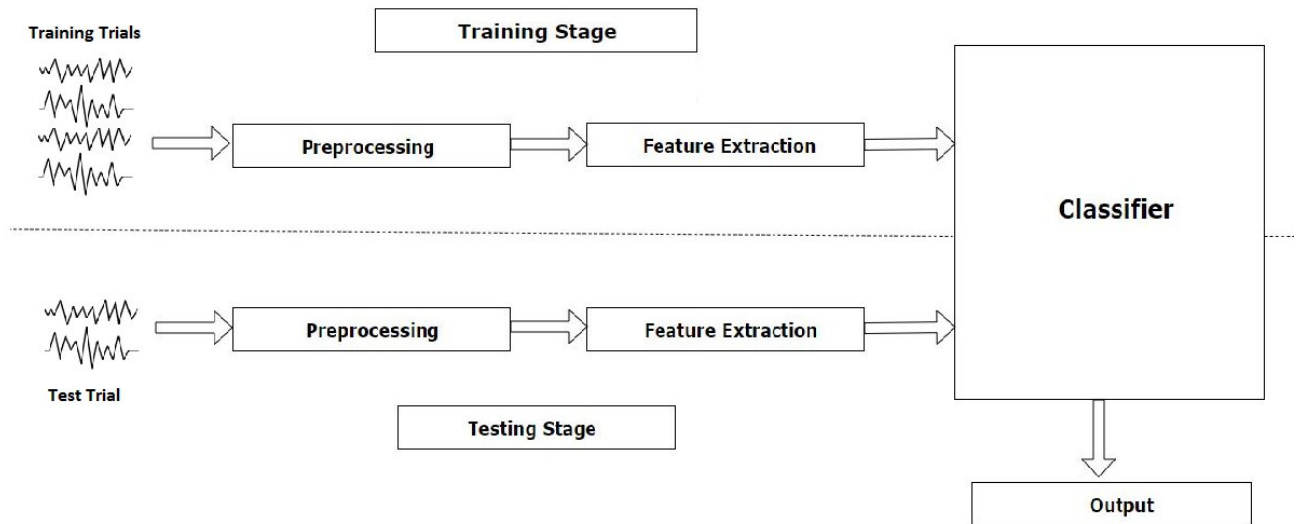 Training Trials
Training Stage
Preprocessing
Feature Extraction
Classifier
Preprocessing
Feature Extraction
Test Trial
Testing Stage
Output